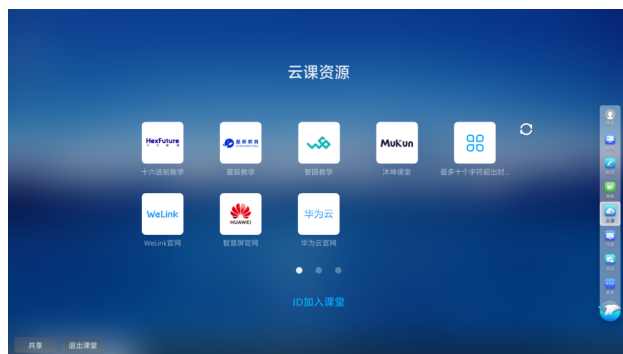 云课资源
HexFuture
十六进制教学
星宸教学
智园教学
MuKun
沐坤课堂
最多十个字符超出时...
WeLink
WeLink官网
HUAWEI
智慧屏官网
华为云
华为云官网
ID加入课堂
共享
退出课堂